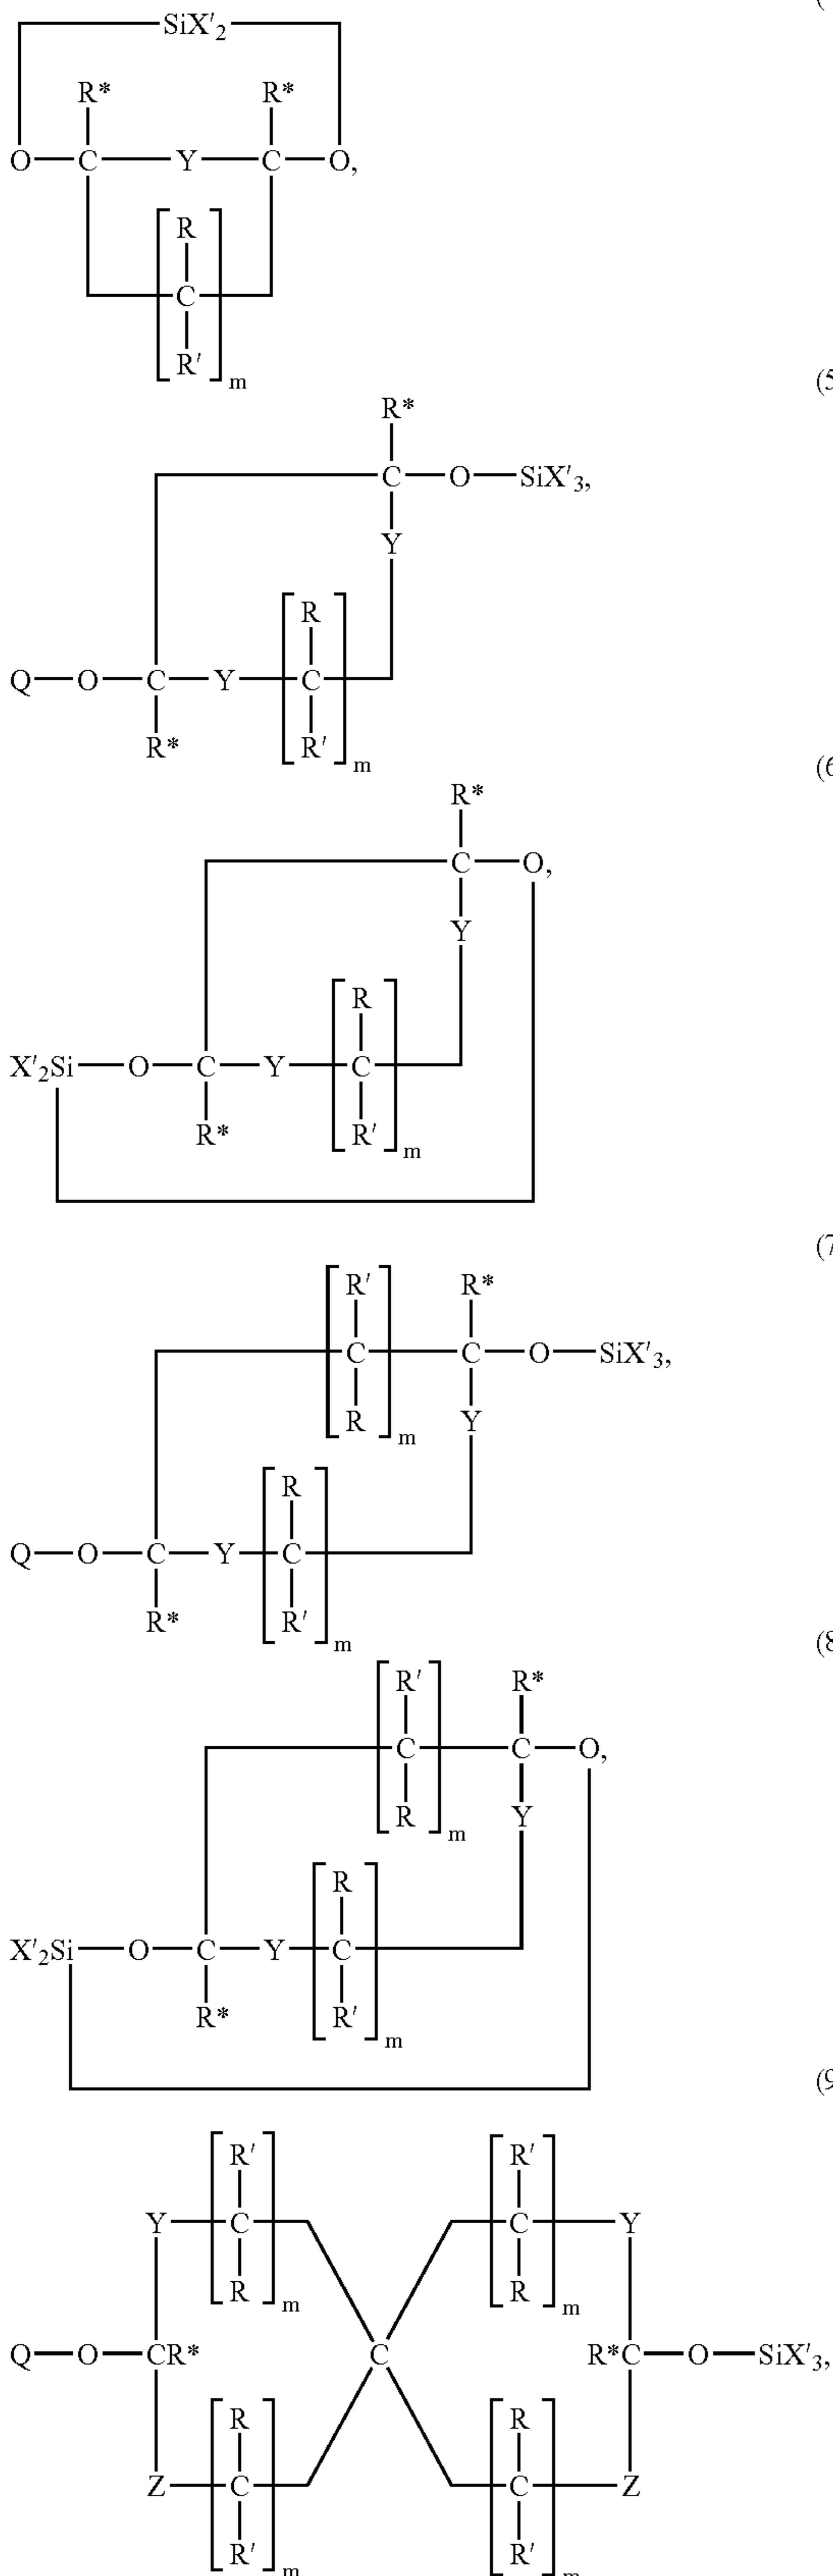 (
SiX'₂
R* R*
O C Y C O,
R
C
R' m
(5
R*
C O SiX'₃,
Y
R
Q O C Y C
R* R' m
(6
R*
C O,
Y
R
X'₂Si O C Y C
R* R' m
(7
R' R*
C C O SiX'₃,
R m Y
R
Q O C Y C
R* R' m
(8
R' R*
C C O,
R m Y
R
X'₂Si O C Y C
R* R' m
(9
R' R'
Y C C Y
R m R m
Q O CR* C R*C O SiX'₃,
R R
Z C C Z
R' m R' m